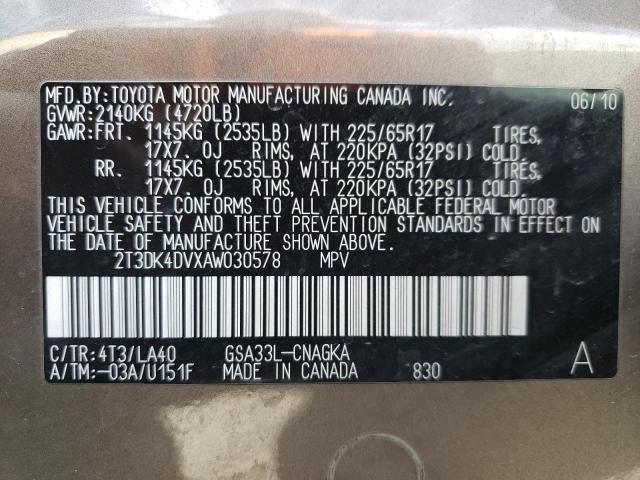 MFD.BY:TOYOTA MOTOR MANUFACTURING CANADA INC. 06/10
GVWR:2140KG (4720LB)
GAWR:FRT. 1145KG (2535LB) WITH 225/65R17 TIRES,
17X7.0J RIMS, AT 220KPA (32PSI) COLD.
RR. 1145KG (2535LB) WITH 225/65R17 TIRES,
17X7.0J RIMS, AT 220KPA (32PSI) COLD.
THIS VEHICLE CONFORMS TO ALL APPLICABLE FEDERAL MOTOR
VEHICLE SAFETY AND THEFT PREVENTION STANDARDS IN EFFECT ON
THE DATE OF MANUFACTURE SHOWN ABOVE.
2T3DK4DVXAW030578 MPV
C/TR:4T3/LA40 GSA33L-CNAGKA A
A/TM:-03A/U151F MADE IN CANADA 830